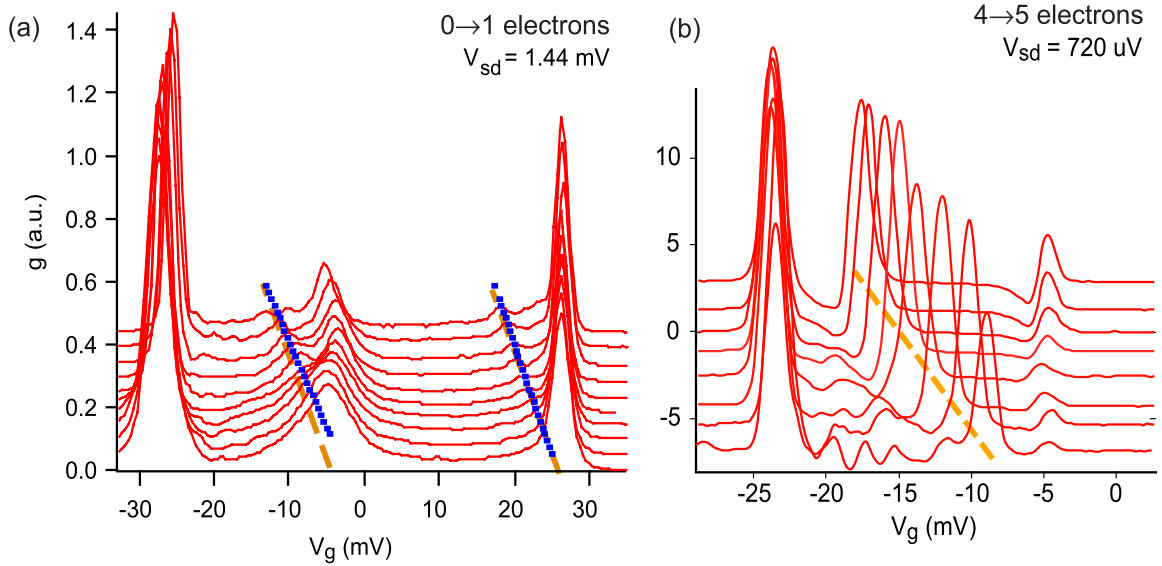 (a)
0→1 electrons
V_sd = 1.44 mV
1.4
1.2
1.0
0.8
0.6
0.4
0.2
0.0
g (a.u.)
-30 -20 -10 0 10 20 30
V_g (mV)
(b)
4→5 electrons
V_sd = 720 uV
10
5
0
-5
-25 -20 -15 -10 -5 0
V_g (mV)